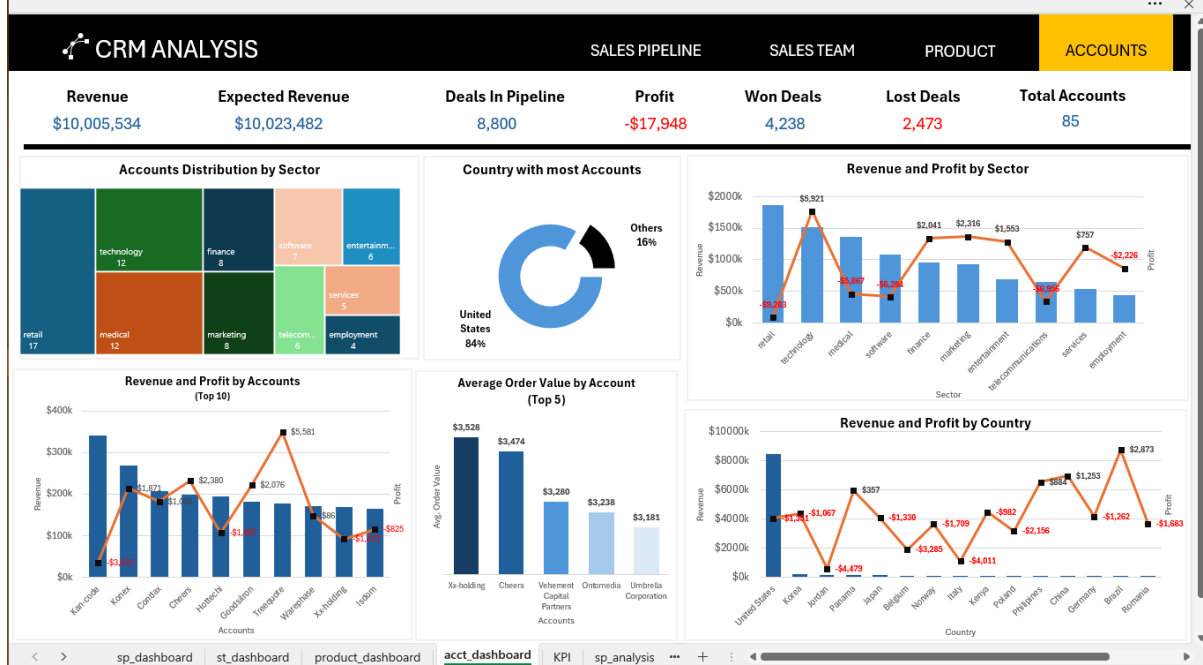 CRM ANALYSIS
SALES PIPELINE SALES TEAM PRODUCT ACCOUNTS
Revenue Expected Revenue Deals In Pipeline Profit Won Deals Lost Deals Total Accounts
$10,005,534 $10,023,482 8,800 -$17,948 4,238 2,473 85
Accounts Distribution by Sector
technology
12
finance
8
software
7
entertainm...
6
services
5
retail
17
medical
12
marketing
8
telecom...
6
employment
4
Country with most Accounts
Others
16%
United
States
84%
Revenue and Profit by Sector
$2000k
$1500k
$1000k
$500k
$0k
Revenue
Profit
-$9,203
$5,921
-$5,867
-$6,284
$2,041
$2,316
$1,553
-$6,956
$757
-$2,226
retail
technology
medical
software
finance
marketing
entertainment
telecommunications
services
employment
Sector
Revenue and Profit by Accounts
(Top 10)
$400k
$300k
$200k
$100k
$0k
Revenue
Profit
$1,871
$2,380
$2,076
$5,581
-$825
Kan-code
Konex
Condax
Cheers
Hottechi
Goodsilron
Treequote
Warephase
Xx-holding
Isdom
Accounts
Average Order Value by Account
(Top 5)
Avg. Order Value
$3,528
$3,474
$3,280
$3,238
$3,181
Xx-holding
Cheers
Vehement
Capital
Partners
Ontomedia
Umbrella
Corporation
Accounts
Revenue and Profit by Country
$10000k
$8000k
$6000k
$4000k
$2000k
$0k
Revenue
Profit
-$1,067
-$4,479
$357
-$1,330
-$3,285
-$1,709
-$4,011
-$982
-$2,156
$884
$1,253
-$1,262
$2,873
-$1,683
United States
Korea
Jordan
Panama
Japan
Belgium
Norway
Italy
Kenya
Poland
Philipines
China
Germany
Brazil
Romania
Country
sp_dashboard st_dashboard product_dashboard acct_dashboard KPI sp_analysis